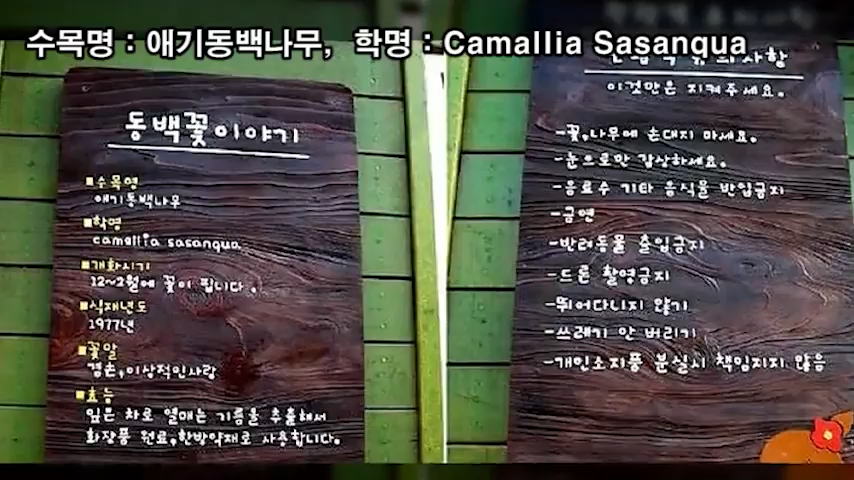 수목명 : 애기동백나무, 학명 : Camallia Sasanqua
동백꽃이야기
■수목명
애기동백나무
■학명
camallia sasanqua
■개화시기
12~2월에 꽃이 핍니다.
■식재년도
1977년
■꽃말
겸손,이상적인사랑
■효능
잎은 차로 열매는 기름을 추출해서
화장품 원료,한방약재로 사용합니다.
이것만은 지켜주세요.
-꽃,나무에 손대지 마세요.
-눈으로만 감상하세요.
-음료수 기타 음식물 반입금지
-금연
-반려동물 출입금지
-드론 촬영금지
-뛰어다니지 않기
-쓰레기 안 버리기
-개인소지품 분실시 책임지지 않음